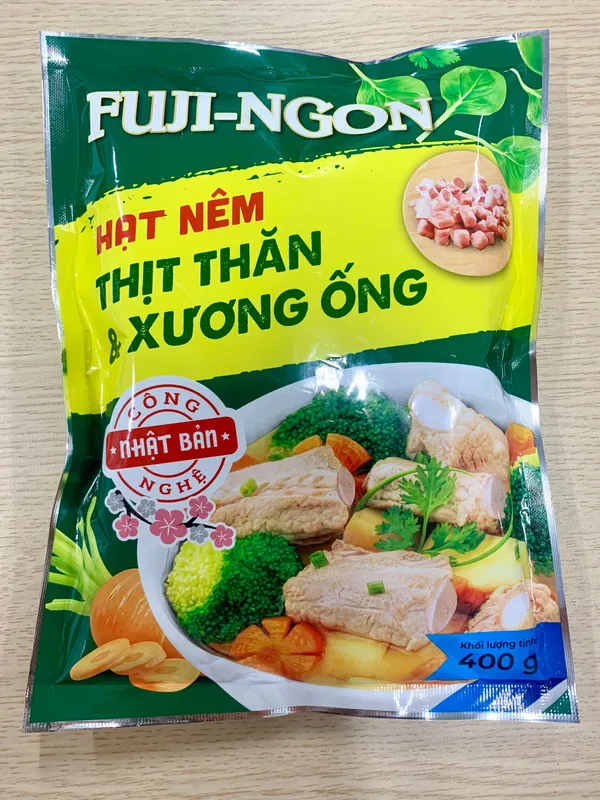 FUJI-NGON
HẠT NÊM
THỊT THĂN
& XƯƠNG ỐNG
CÔNG
NHẬT BẢN
NGHỆ
Khối lượng tịnh:
400 g